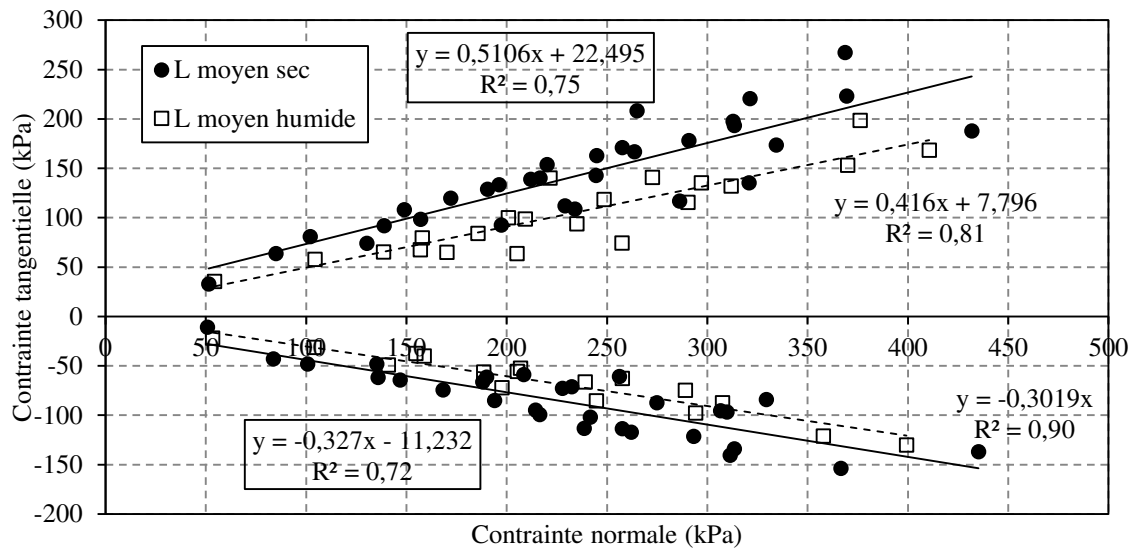 300
250
200
150
100
50
0
-50
-100
-150
-200
0 50 100 150 200 250 300 350 400 450 500
Contrainte tangentielle (kPa)
Contrainte normale (kPa)
L moyen sec
L moyen humide
y = 0,5106x + 22,495
R² = 0,75
y = 0,416x + 7,796
R² = 0,81
y = -0,3019x
R² = 0,90
y = -0,327x - 11,232
R² = 0,72